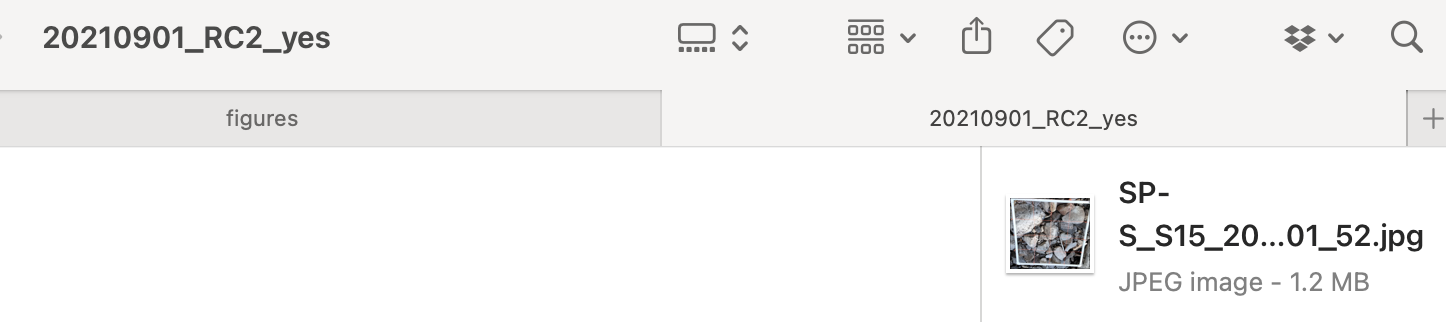 20210901_RC2_yes
figures
20210901_RC2_yes
SP-
S_S15_20...01_52.jpg
JPEG image - 1.2 MB